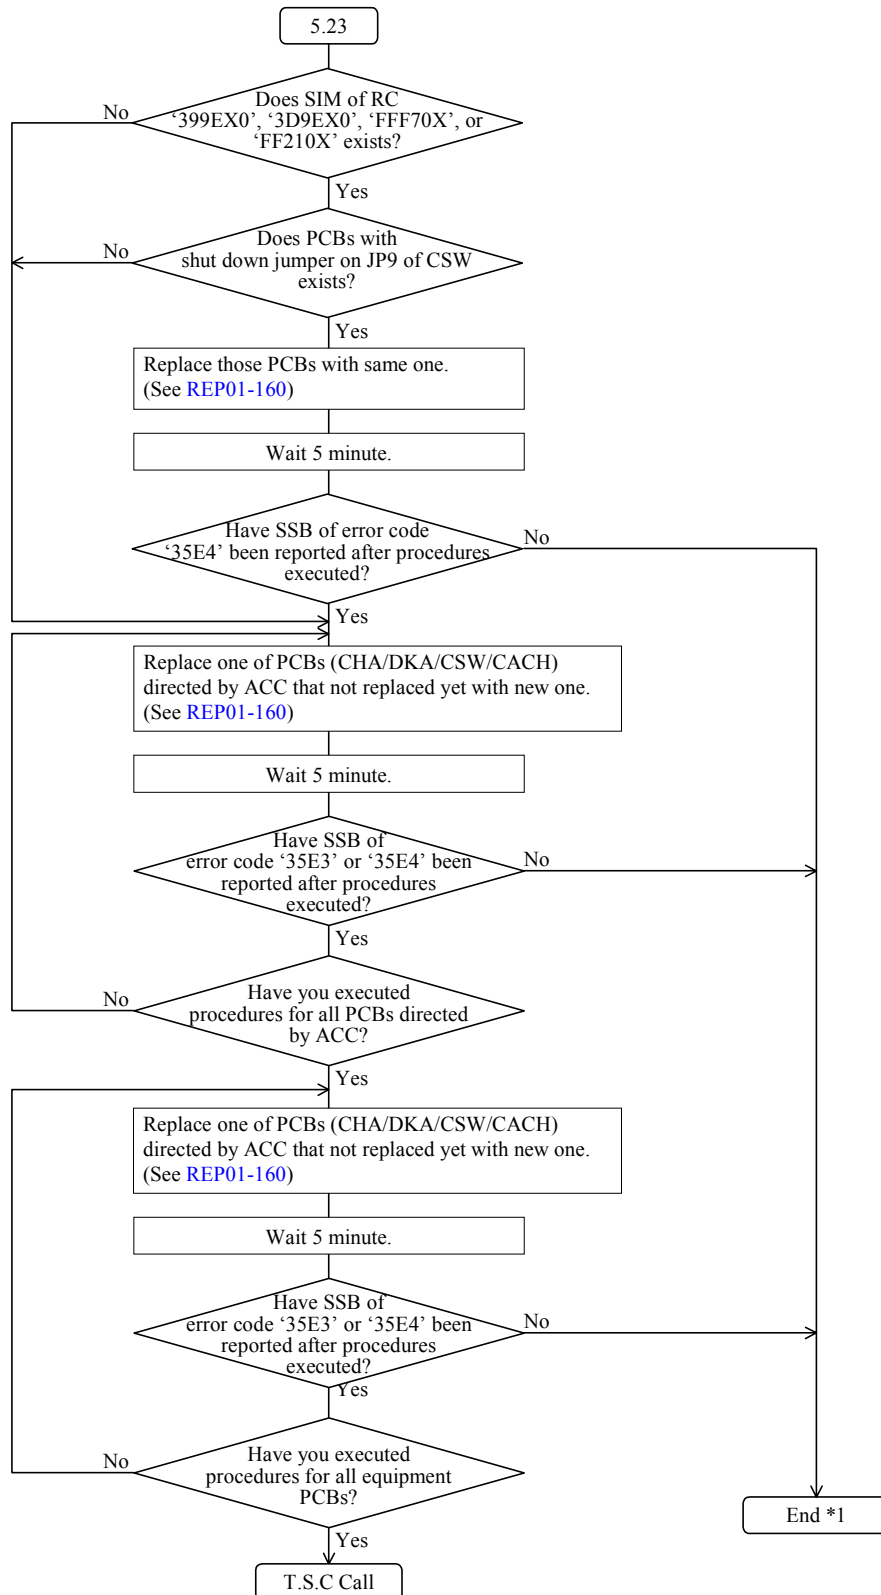 5.23
Does SIM of RC
‘399EX0’, ‘3D9EX0’, ‘FFF70X’, or
‘FF210X’ exists?
No
Yes
Does PCBs with
shut down jumper on JP9 of CSW
exists?
No
Yes
Replace those PCBs with same one.
(See REP01-160)
Wait 5 minute.
Have SSB of error code
‘35E4’ been reported after procedures
executed?
No
Yes
Replace one of PCBs (CHA/DKA/CSW/CACH)
directed by ACC that not replaced yet with new one.
(See REP01-160)
Wait 5 minute.
Have SSB of
error code ‘35E3’ or ‘35E4’ been
reported after procedures
executed?
No
Yes
Have you executed
procedures for all PCBs directed
by ACC?
No
Yes
Replace one of PCBs (CHA/DKA/CSW/CACH)
directed by ACC that not replaced yet with new one.
(See REP01-160)
Wait 5 minute.
Have SSB of
error code ‘35E3’ or ‘35E4’ been
reported after procedures
executed?
No
Yes
Have you executed
procedures for all equipment
PCBs?
No
Yes
End *1
T.S.C Call